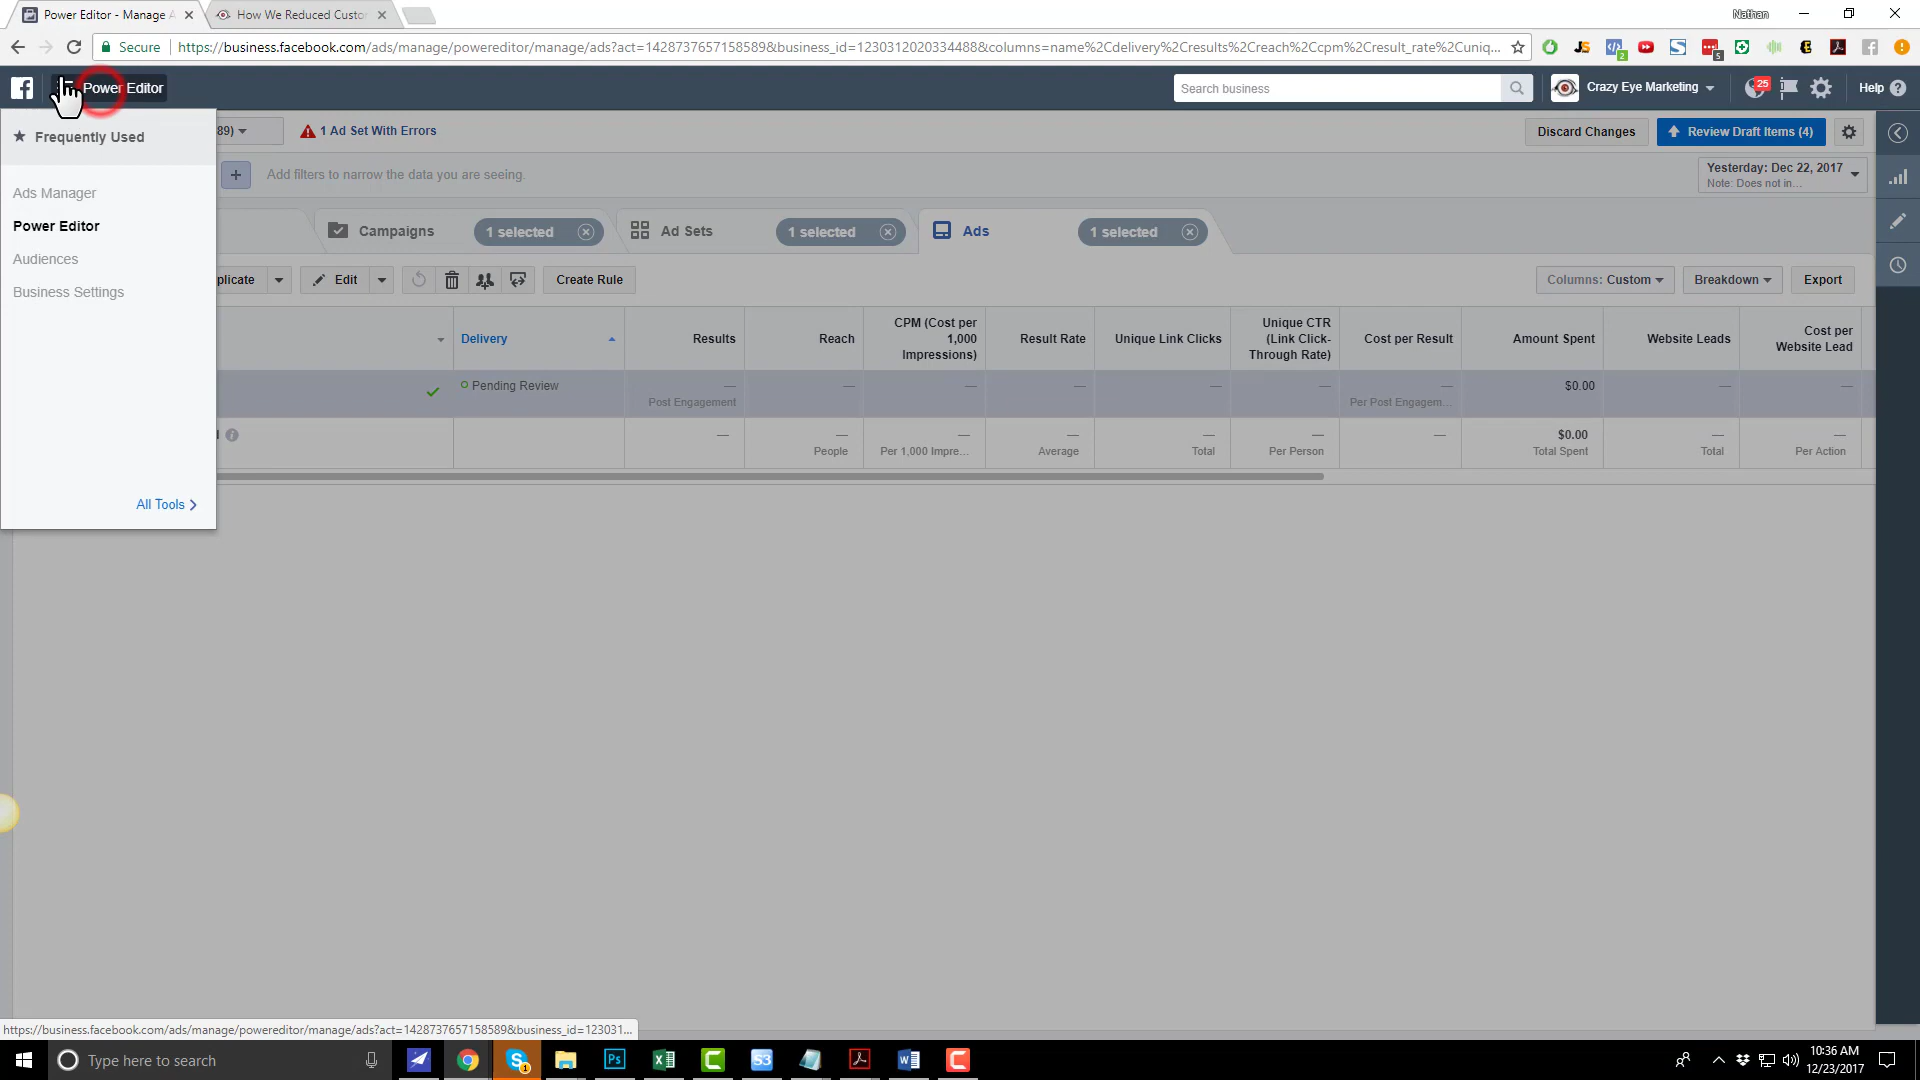 Power Editor - Manage A
How We Reduced Custo
Nathan
Secure
https://business.facebook.com/ads/manage/powereditor/manage/ads?act=1428737657158589&business_id=1230312020334488&columns=name%2Cdelivery%2Cresults%2Creach%2Ccpm%2Cresult_rate%2Cuniq...
2
JS
5
Power Editor
Search business
Crazy Eye Marketing
25
Help
Frequently Used
89)
1 Ad Set With Errors
Discard Changes
Review Draft Items (4)
Add filters to narrow the data you are seeing.
Yesterday: Dec 22, 2017
Note: Does not in...
Ads Manager
Power Editor
Audiences
Business Settings
All Tools
Campaigns
1 selected
Ad Sets
1 selected
Ads
1 selected
plicate
Edit
Create Rule
Columns: Custom
Breakdown
Export
Delivery
Results
Reach
CPM (Cost per
1,000
Impressions)
Result Rate
Unique Link Clicks
Unique CTR
(Link Click-
Through Rate)
Cost per Result
Amount Spent
Website Leads
Cost per
Website Lead
Pending Review
—
Post Engagement
—
—
—
—
—
—
Per Post Engagem...
$0.00
—
—
—
—
People
—
Per 1,000 Impre...
—
Average
—
Total
—
Per Person
—
$0.00
Total Spent
—
Total
—
Per Action
https://business.facebook.com/ads/manage/powereditor/manage/ads?act=1428737657158589&business_id=123031...
Type here to search
1
Ps
S3
10:36 AM
12/23/2017